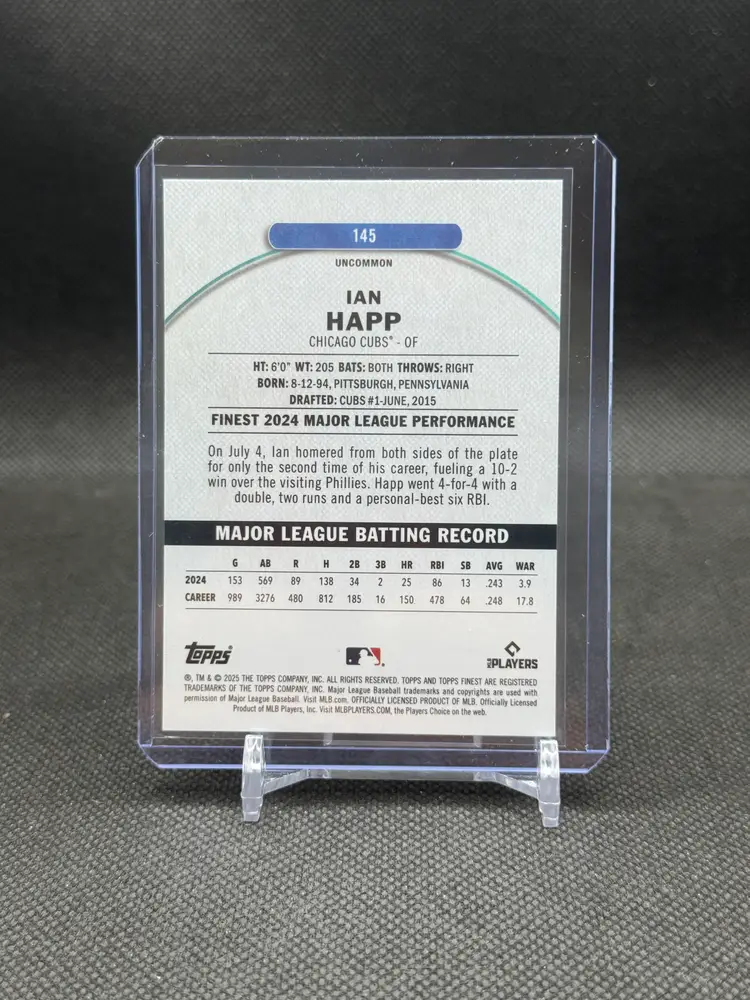 145
UNCOMMON
IAN
HAPP
CHICAGO CUBS® - OF
HT: 6'0" WT: 205 BATS: BOTH THROWS: RIGHT
BORN: 8-12-94, PITTSBURGH, PENNSYLVANIA
DRAFTED: CUBS #1-JUNE, 2015
FINEST 2024 MAJOR LEAGUE PERFORMANCE
On July 4, Ian homered from both sides of the plate
for only the second time of his career, fueling a 10-2
win over the visiting Phillies. Happ went 4-for-4 with a
double, two runs and a personal-best six RBI.
MAJOR LEAGUE BATTING RECORD
G AB R H 2B 3B HR RBI SB AVG WAR
2024 153 569 89 138 34 2 25 86 13 .243 3.9
CAREER 989 3276 480 812 185 16 150 478 64 .248 17.8
Topps®
MLB PLAYERS
®, TM & © 2025 THE TOPPS COMPANY, INC. ALL RIGHTS RESERVED. TOPPS AND TOPPS FINEST ARE REGISTERED
TRADEMARKS OF THE TOPPS COMPANY, INC. Major League Baseball trademarks and copyrights are used with
permission of Major League Baseball. Visit MLB.com. OFFICIALLY LICENSED PRODUCT OF MLB. Officially Licensed
Product of MLB Players, Inc. Visit MLBPLAYERS.COM, the Players Choice on the web.